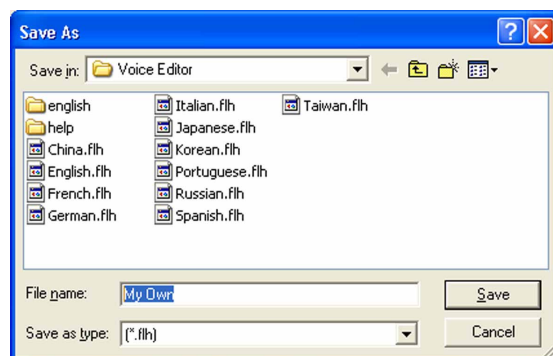 Save As
Save in: Voice Editor
english
help
China.flh
English.flh
French.flh
German.flh
Italian.flh
Japanese.flh
Korean.flh
Portuguese.flh
Russian.flh
Spanish.flh
Taiwan.flh
File name: My Own
Save
Save as type: (*.flh)
Cancel